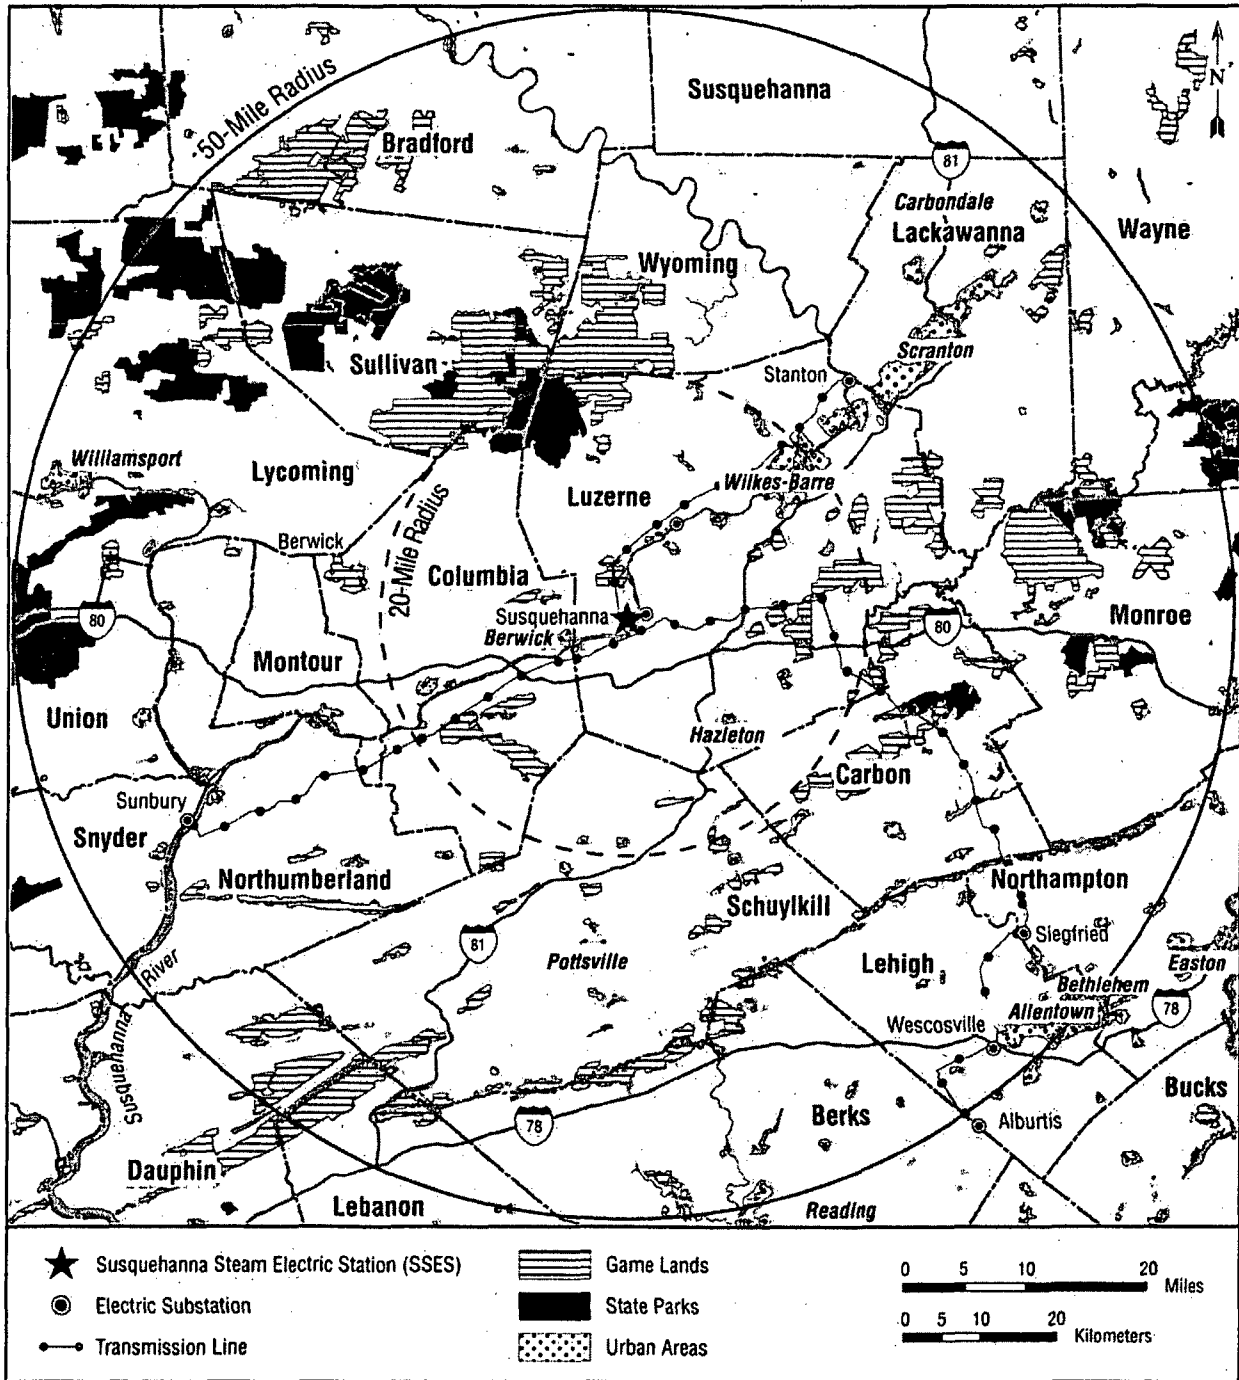 Susquehanna
N
-50-Mile Radius
Bradford
81
Carbondale
Lackawanna
Wayne
Wyoming
Scranton
Sullivan
Stanton
Williamsport
Lycoming
Luzerne
Wilkes-Barre
20-Mile Radius
Berwick
Columbia
Susquehanna
Berwick
80
80
Monroe
Montour
Union
Hazleton
Carbon
Sunbury
Snyder
Northumberland
Northampton
Schuylkill
81
Siegfried
Pottsville
Lehigh
Easton
River
Bethlehem
Allentown
78
Wescosville
Susquehanna
78
Berks
Bucks
Alburtis
Dauphin
Lebanon
Reading
Susquehanna Steam Electric Station (SSES)
Electric Substation
Transmission Line
Game Lands
State Parks
Urban Areas
0 5 10 20
Miles
0 5 10 20
Kilometers